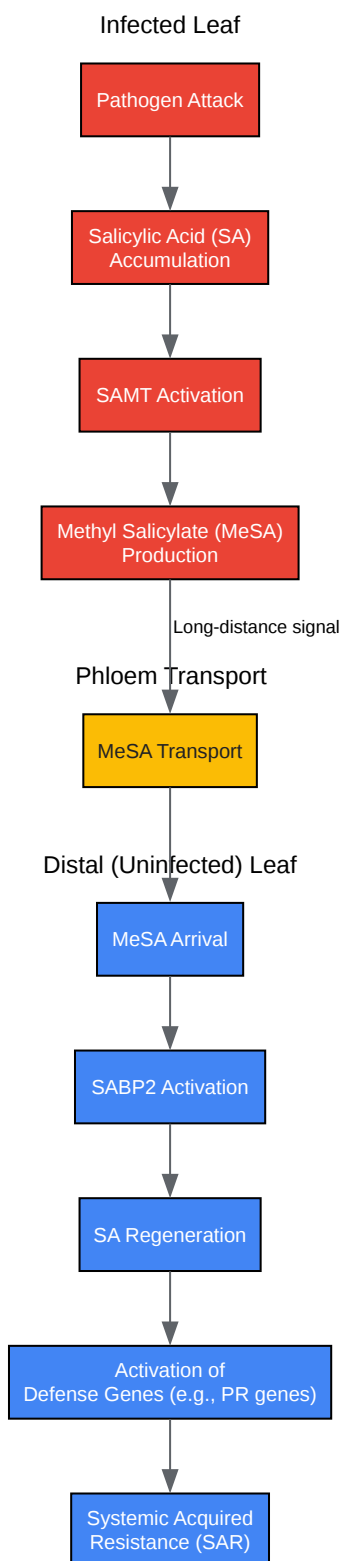 Infected Leaf
Pathogen Attack
Salicylic Acid (SA)
Accumulation
SAMT Activation
Methyl Salicylate (MeSA)
Production
Long-distance signal
Phloem Transport
MeSA Transport
Distal (Uninfected) Leaf
MeSA Arrival
SABP2 Activation
SA Regeneration
Activation of
Defense Genes (e.g., PR genes)
Systemic Acquired
Resistance (SAR)